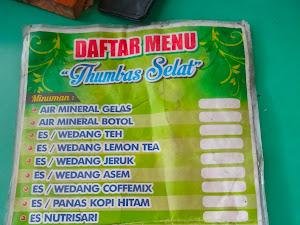 DAFTAR MENU
"Thumbas Selat"
Minuman :
AIR MINERAL GELAS
AIR MINERAL BOTOL
ES / WEDANG TEH
ES / WEDANG LEMON TEA
ES / WEDANG JERUK
ES / WEDANG ASEM
ES / WEDANG COFFEMIX
ES / PANAS KOPI HITAM
ES NUTRISARI